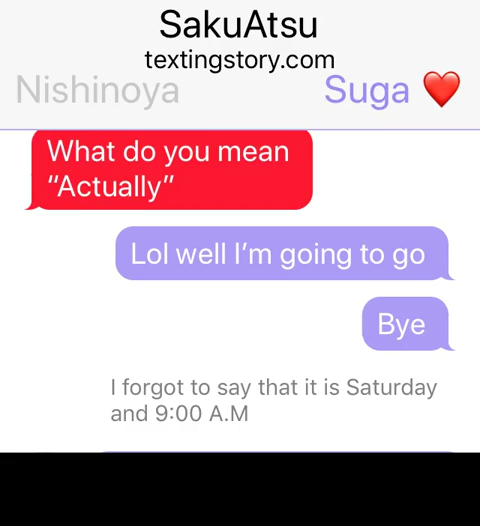 SakuAtsu
textingstory.com
Nishinoya
Suga ❤️
What do you mean
“Actually”
Lol well I’m going to go
Bye
I forgot to say that it is Saturday
and 9:00 A.M